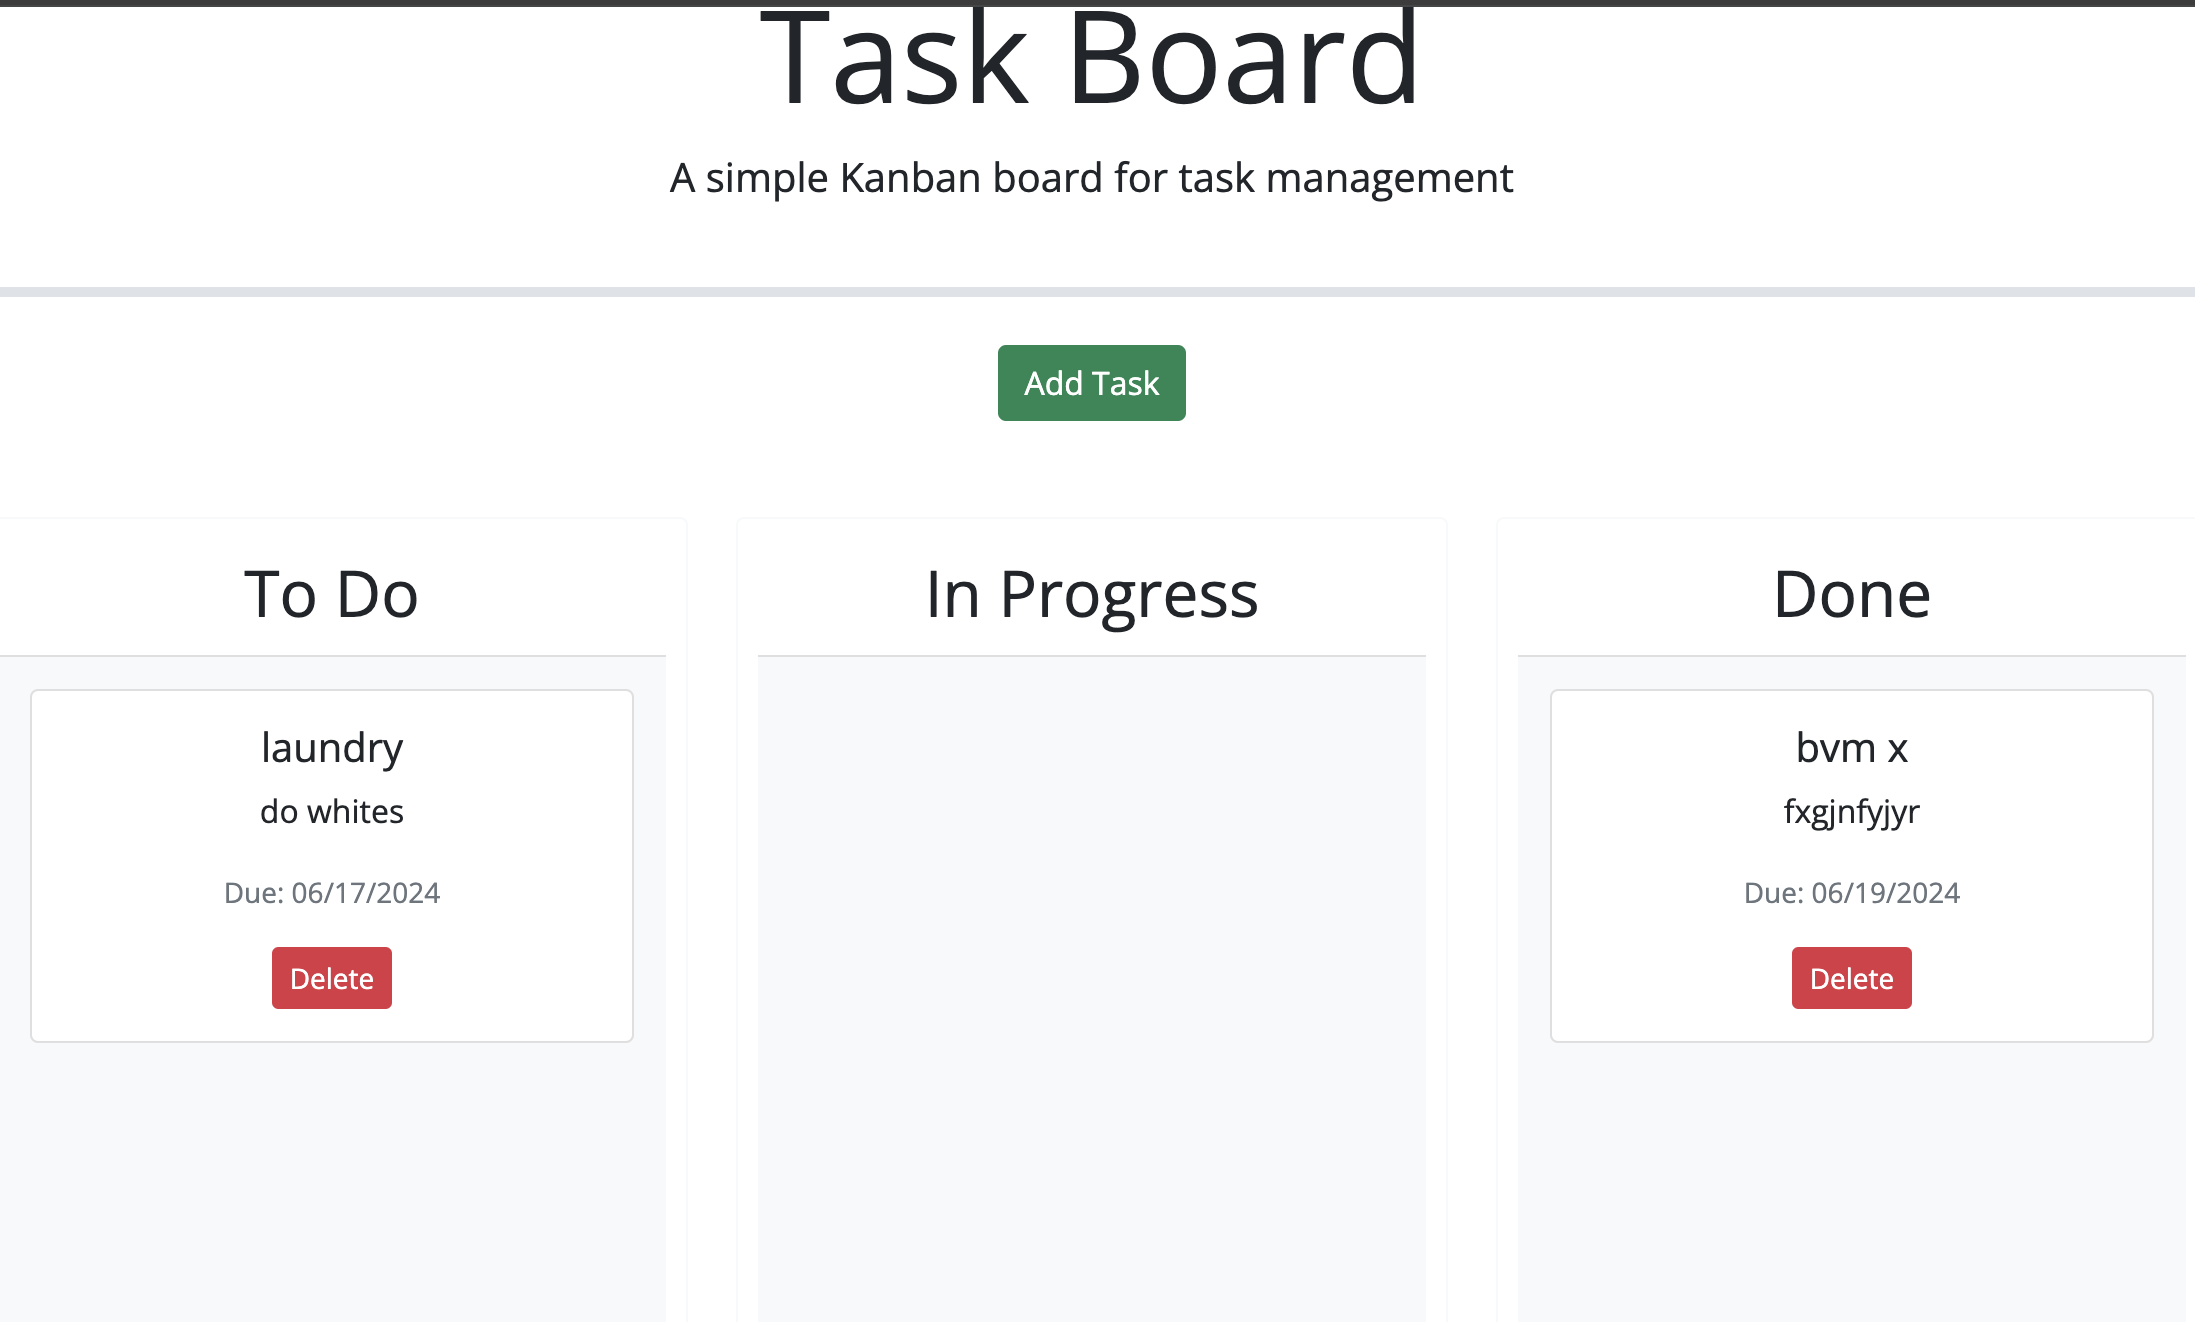 Task Board
A simple Kanban board for task management
Add Task
To Do
laundry
do whites
Due: 06/17/2024
Delete
In Progress
Done
bvm x
fxgjnfyjyr
Due: 06/19/2024
Delete